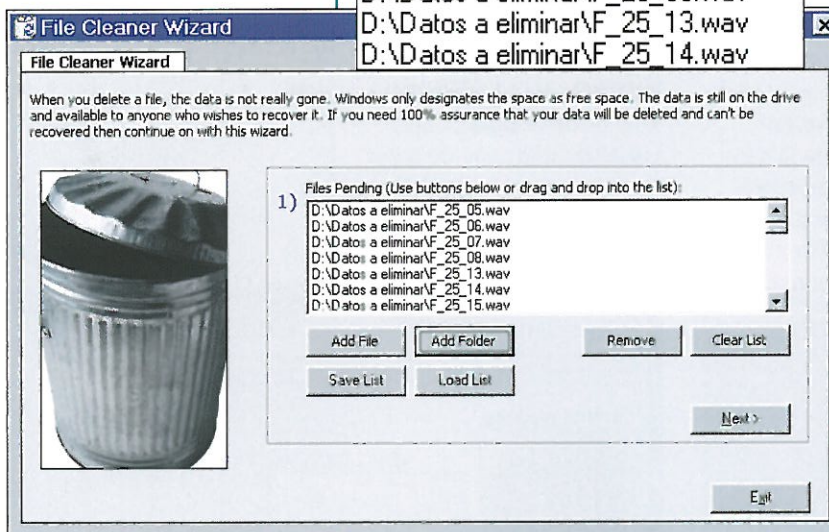 D:\Datos a eliminar\F_25_13.wav
D:\Datos a eliminar\F_25_14.wav
File Cleaner Wizard
File Cleaner Wizard
When you delete a file, the data is not really gone. Windows only designates the space as free space. The data is still on the drive
and available to anyone who wishes to recover it. If you need 100% assurance that your data will be deleted and can't be
recovered then continue on with this wizard.
1) Files Pending (Use buttons below or drag and drop into the list):
D:\Datos a eliminar\F_25_05.wav
D:\Datos a eliminar\F_25_06.wav
D:\Datos a eliminar\F_25_07.wav
D:\Datos a eliminar\F_25_08.wav
D:\Datos a eliminar\F_25_13.wav
D:\Datos a eliminar\F_25_14.wav
D:\Datos a eliminar\F_25_15.wav
Add File Add Folder Remove Clear List
Save List Load List
Next >
Exit